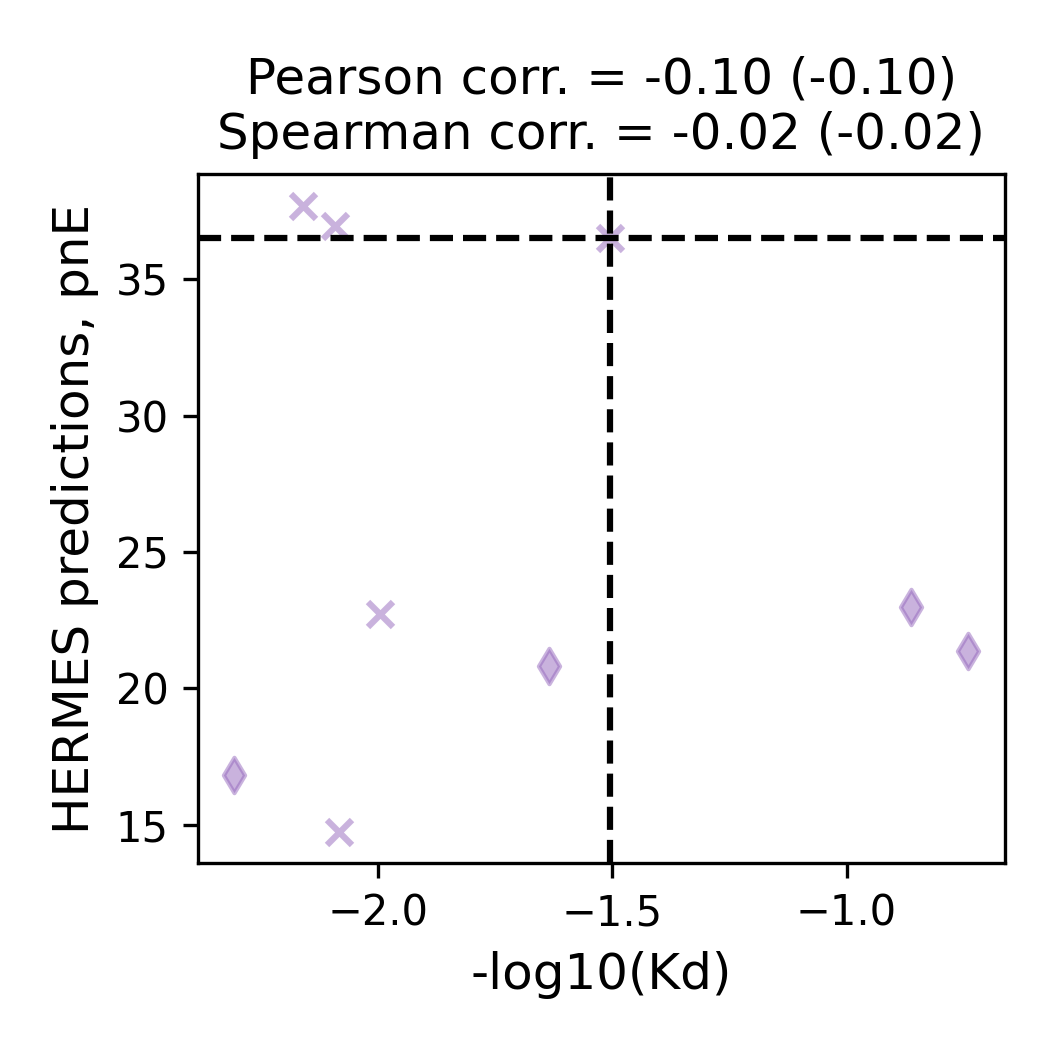 Pearson corr. = -0.10 (-0.10)
Spearman corr. = -0.02 (-0.02)
HERMES predictions, pnE
35
30
25
20
15
−2.0
−1.5
−1.0
-log10(Kd)